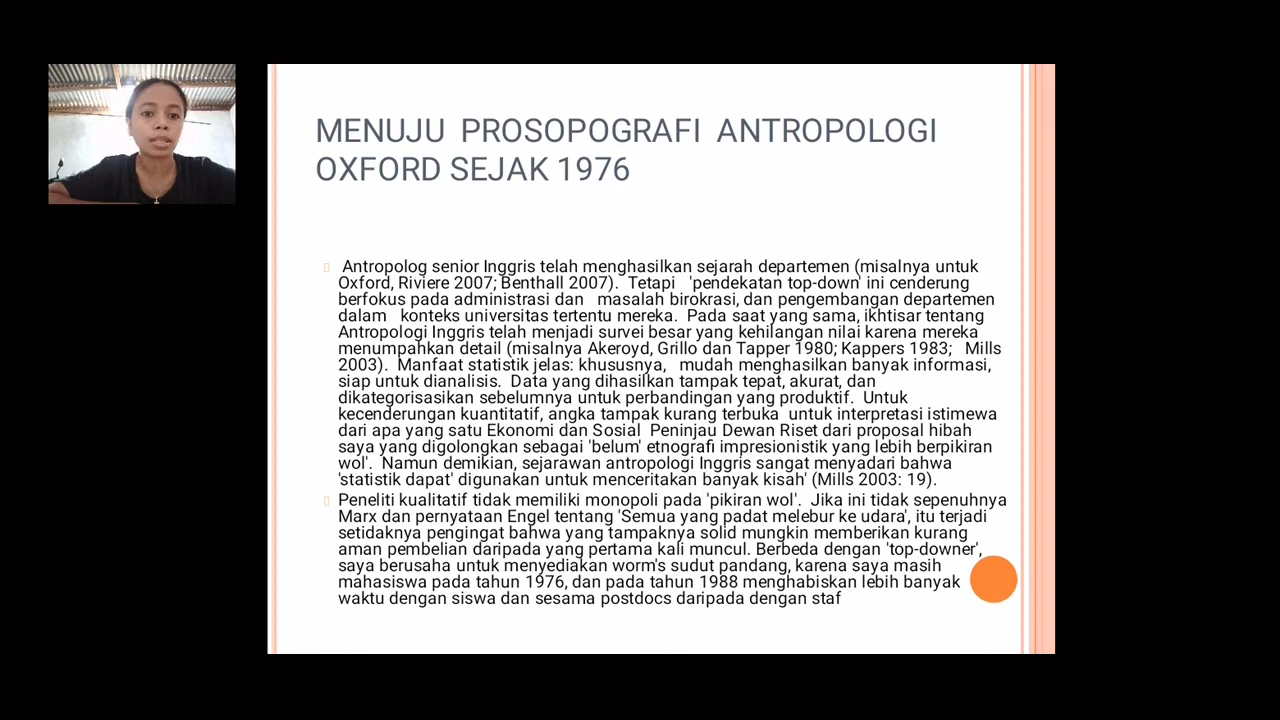 MENUJU PROSOPOGRAFI ANTROPOLOGI
OXFORD SEJAK 1976
Antropolog senior Inggris telah menghasilkan sejarah departemen (misalnya untuk
Oxford, Riviere 2007; Benthall 2007). Tetapi 'pendekatan top-down' ini cenderung
berfokus pada administrasi dan masalah birokrasi, dan pengembangan departemen
dalam konteks universitas tertentu mereka. Pada saat yang sama, ikhtisar tentang
Antropologi Inggris telah menjadi survei besar yang kehilangan nilai karena mereka
menumpahkan detail (misalnya Akeroyd, Grillo dan Tapper 1980; Kappers 1983; Mills
2003). Manfaat statistik jelas: khususnya, mudah menghasilkan banyak informasi,
siap untuk dianalisis. Data yang dihasilkan tampak tepat, akurat, dan
dikategorisasikan sebelumnya untuk perbandingan yang produktif. Untuk
kecenderungan kuantitatif, angka tampak kurang terbuka untuk interpretasi istimewa
dari apa yang satu Ekonomi dan Sosial Peninjau Dewan Riset dari proposal hibah
saya yang digolongkan sebagai 'belum' etnografi impresionistik yang lebih berpikiran
wol'. Namun demikian, sejarawan antropologi Inggris sangat menyadari bahwa
'statistik dapat' digunakan untuk menceritakan banyak kisah' (Mills 2003: 19).
Peneliti kualitatif tidak memiliki monopoli pada 'pikiran wol'. Jika ini tidak sepenuhnya
Marx dan pernyataan Engel tentang 'Semua yang padat melebur ke udara', itu terjadi
setidaknya pengingat bahwa yang tampaknya solid mungkin memberikan kurang
aman pembelian daripada yang pertama kali muncul. Berbeda dengan 'top-downer',
saya berusaha untuk menyediakan worm's sudut pandang, karena saya masih
mahasiswa pada tahun 1976, dan pada tahun 1988 menghabiskan lebih banyak
waktu dengan siswa dan sesama postdocs daripada dengan staf